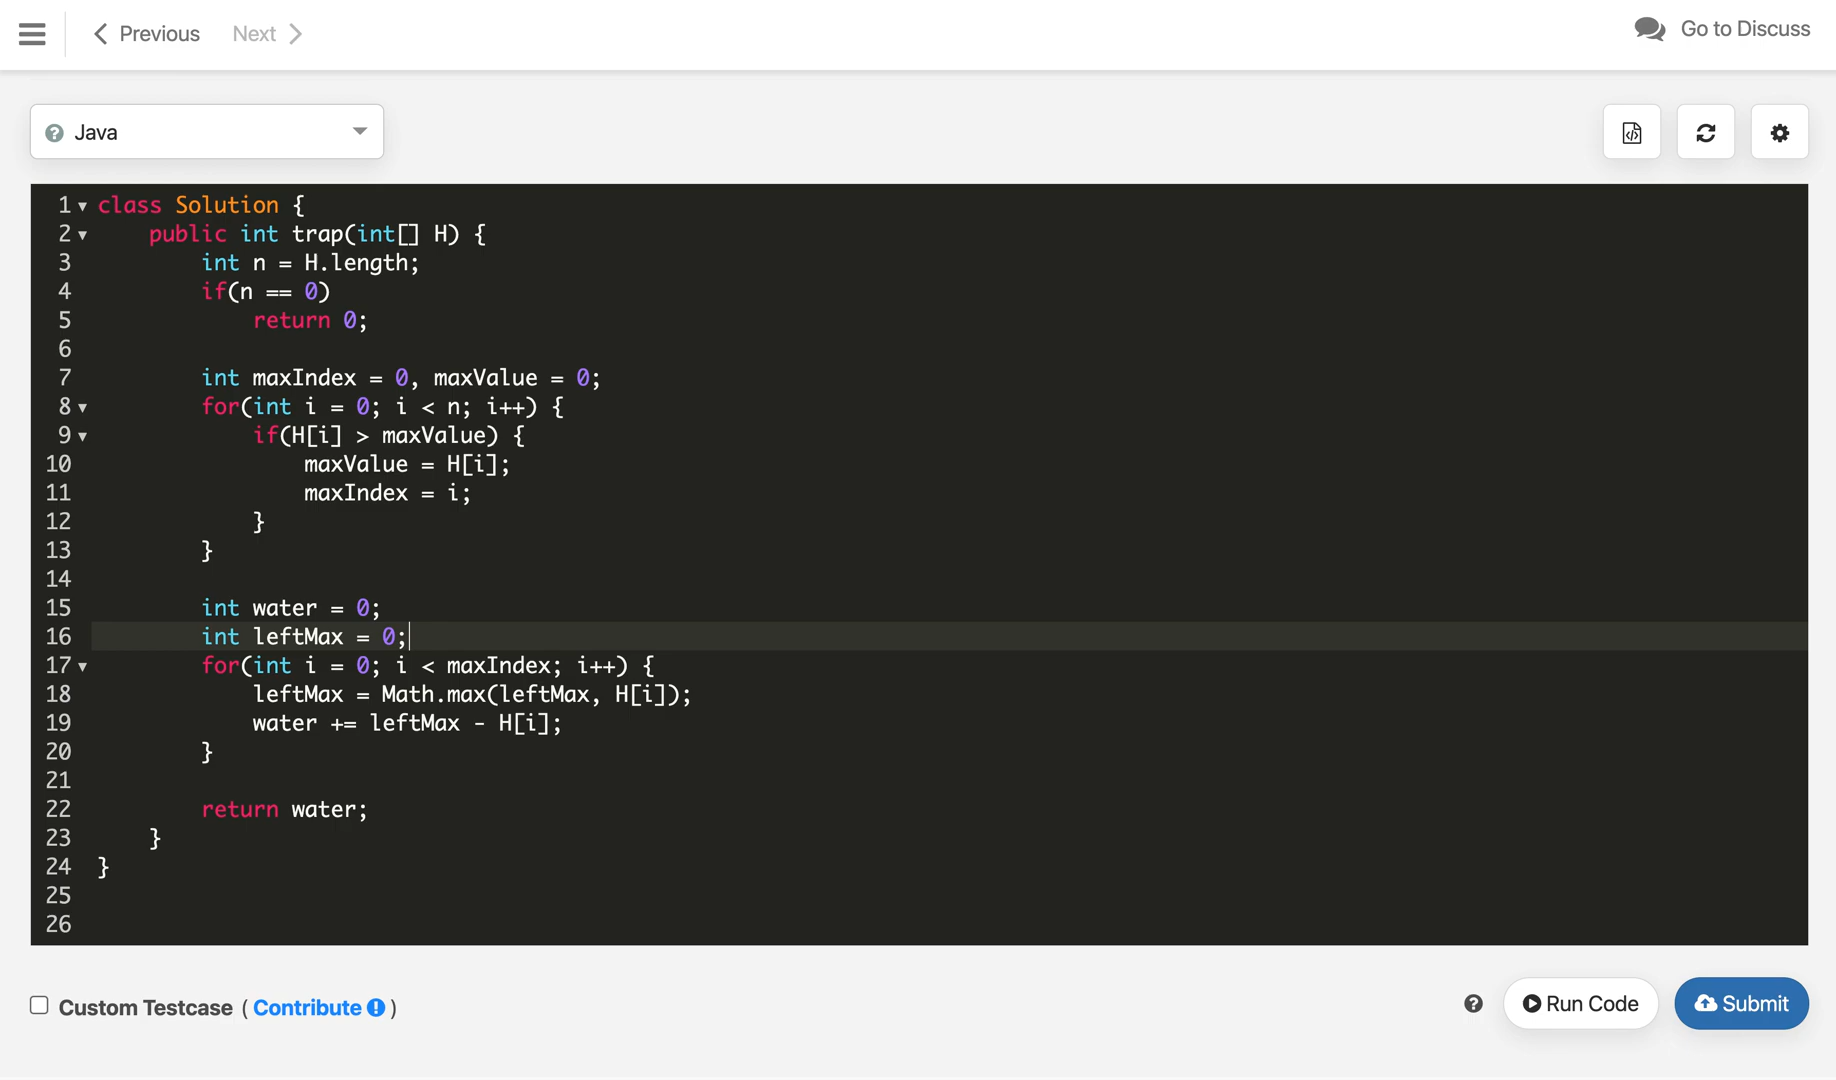 Previous Next Go to Discuss
Java
1 class Solution {
2     public int trap(int[] H) {
3         int n = H.length;
4         if(n == 0)
5             return 0;
6
7         int maxIndex = 0, maxValue = 0;
8         for(int i = 0; i < n; i++) {
9             if(H[i] > maxValue) {
10                 maxValue = H[i];
11                 maxIndex = i;
12             }
13         }
14
15         int water = 0;
16         int leftMax = 0;
17         for(int i = 0; i < maxIndex; i++) {
18             leftMax = Math.max(leftMax, H[i]);
19             water += leftMax - H[i];
20         }
21
22         return water;
23     }
24 }
25
26
Custom Testcase ( Contribute ) Run Code Submit